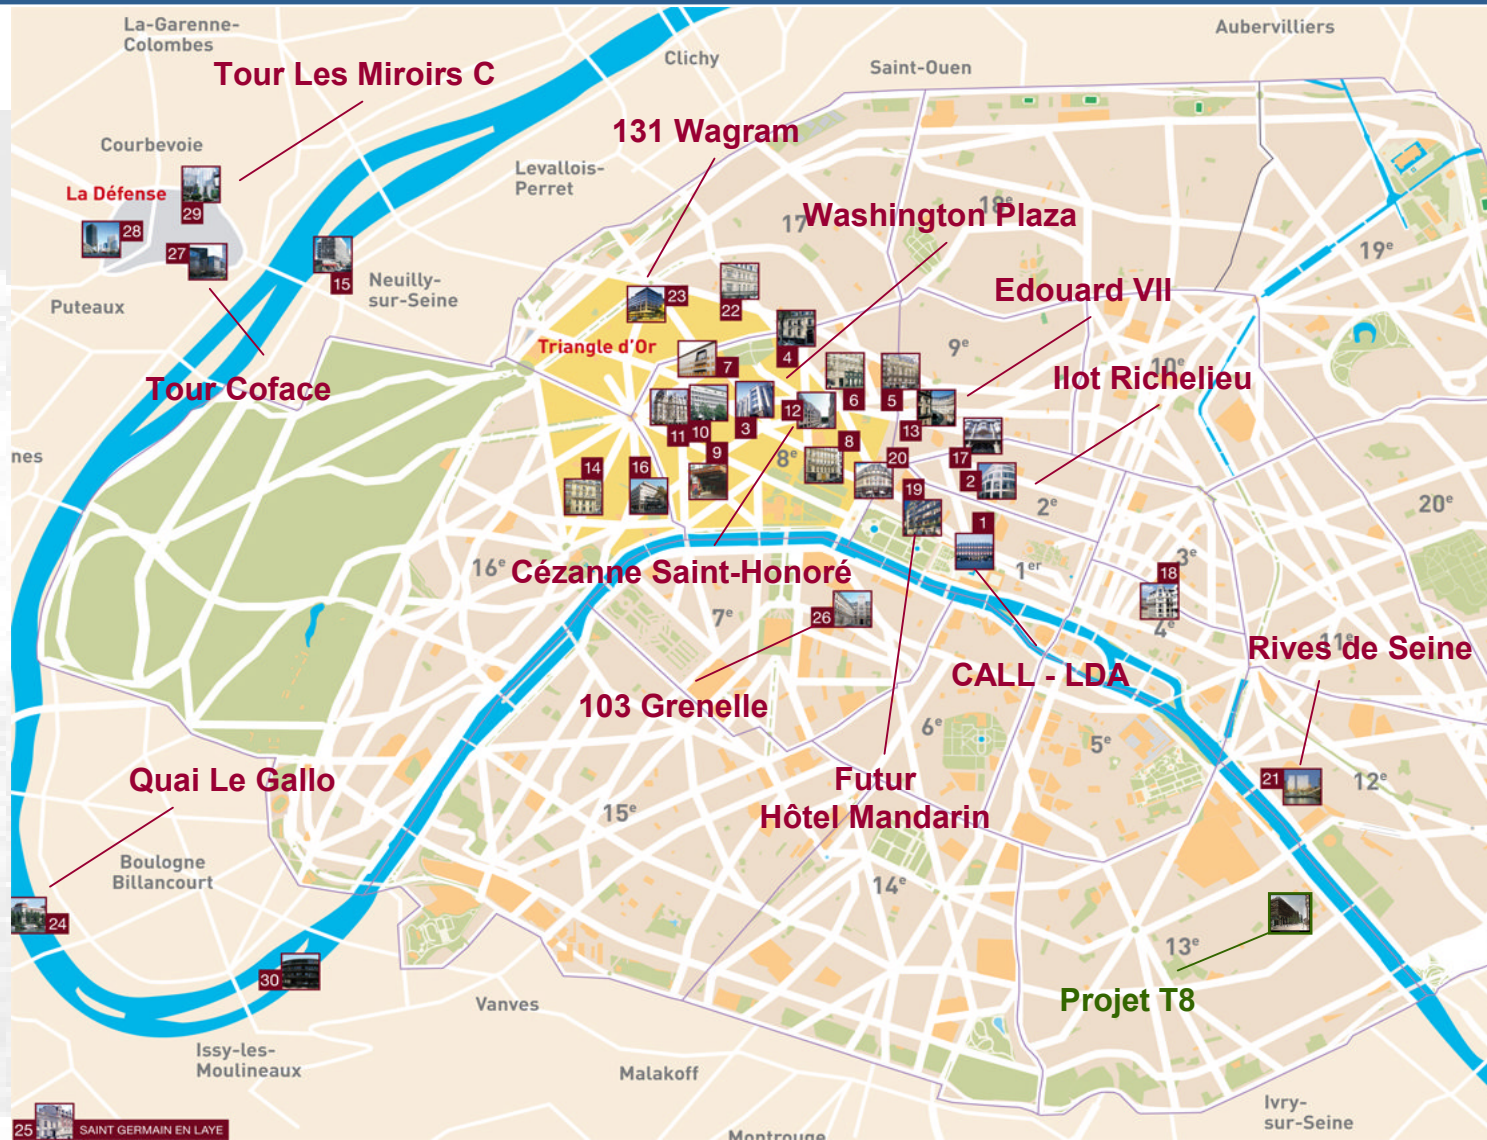 La-Garenne-
Colombes
Aubervilliers
Clichy
Saint-Ouen
Tour Les Miroirs C
131 Wagram
Courbevoie
Levallois-
Perret
La Défense
29
28
27
15
17
Washington Plaza
18e
19e
Neuilly-
sur-Seine
Puteaux
23
22
Edouard VII
Triangle d'Or
4
9e
10e
7
Tour Coface
Ilot Richelieu
6
5
12
3
13
11
10
8
nes
9
8e
20
17
14
16
19
2
2e
20e
1
3e
16e
Cézanne Saint-Honoré
1er
18
7e
26
4e
11e
Rives de Seine
CALL - LDA
103 Grenelle
6e
5e
Quai Le Gallo
Futur
Hôtel Mandarin
21
12e
15e
Boulogne
Billancourt
14e
24
13e
30
Projet T8
Vanves
Issy-les-
Moulineaux
Malakoff
Ivry-
sur-Seine
25
SAINT GERMAIN EN LAYE
Montrouge